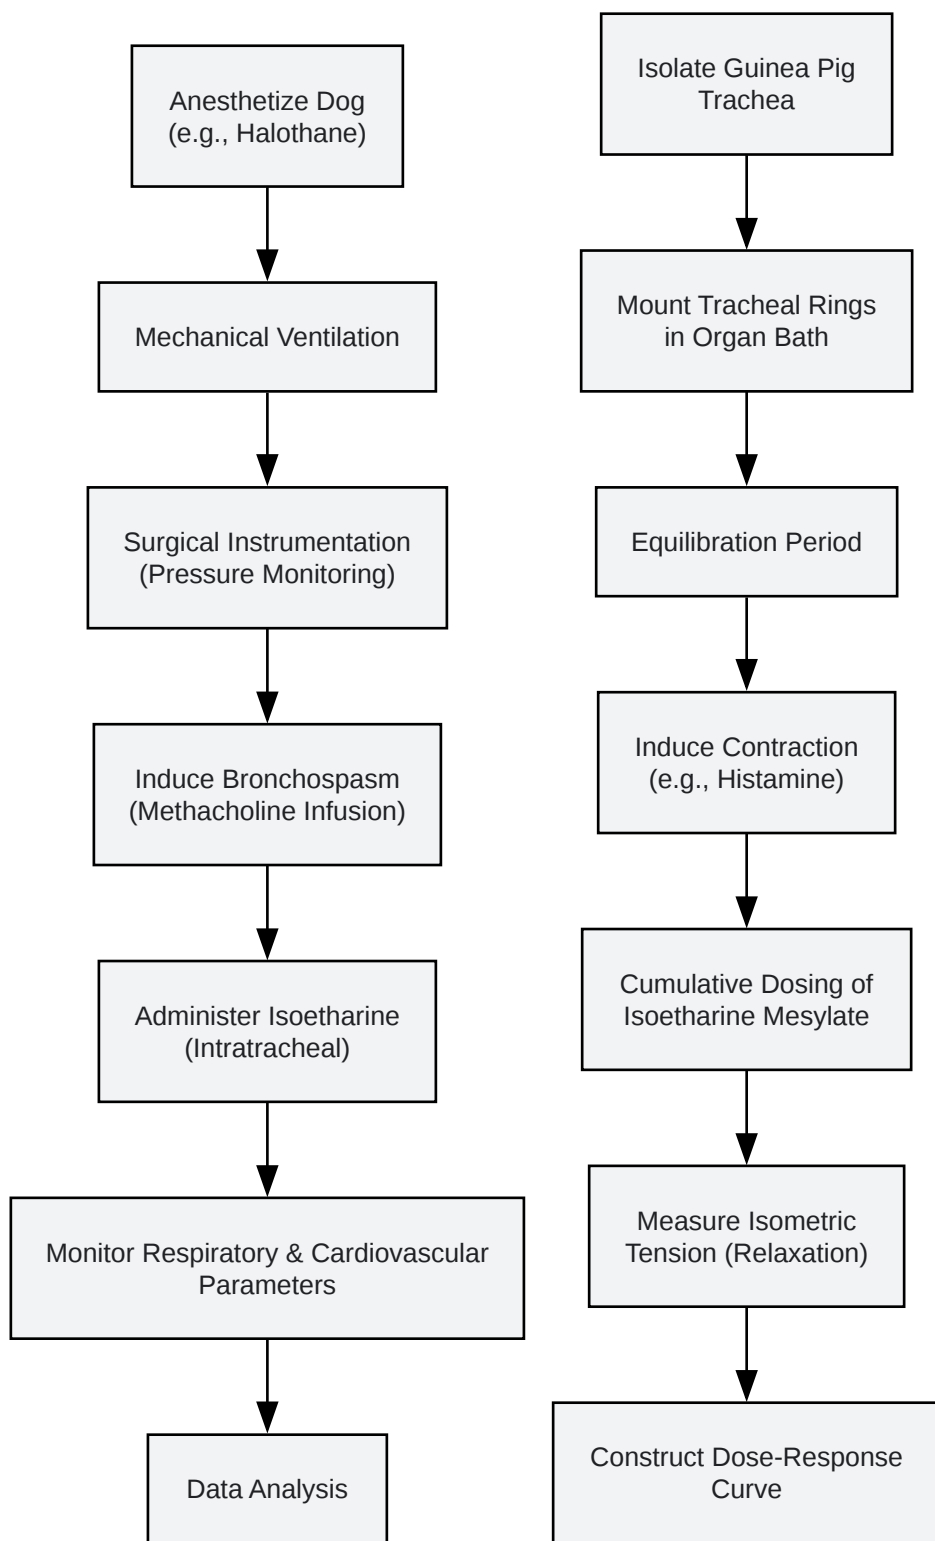 Anesthetize Dog
(e.g., Halothane)
Mechanical Ventilation
Surgical Instrumentation
(Pressure Monitoring)
Induce Bronchospasm
(Methacholine Infusion)
Administer Isoetharine
(Intratracheal)
Monitor Respiratory & Cardiovascular
Parameters
Data Analysis
Isolate Guinea Pig
Trachea
Mount Tracheal Rings
in Organ Bath
Equilibration Period
Induce Contraction
(e.g., Histamine)
Cumulative Dosing of
Isoetharine Mesylate
Measure Isometric
Tension (Relaxation)
Construct Dose-Response
Curve